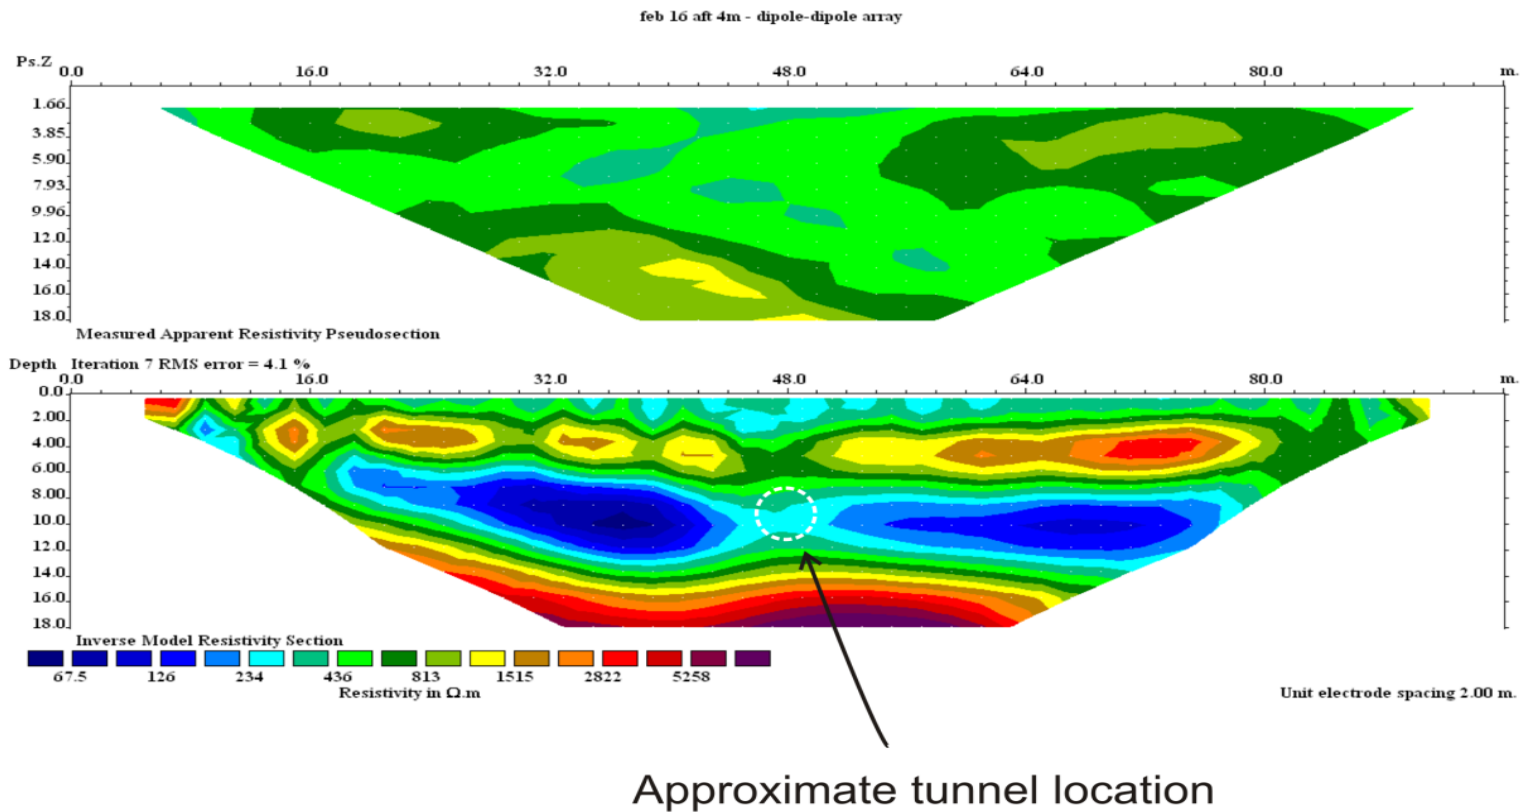 feb 16 aft 4m - dipole-dipole array
Ps.Z 0.0 16.0 32.0 48.0 64.0 80.0 m.
1.66
3.85
5.90
7.93
9.96
12.0
14.0
16.0
18.0
Measured Apparent Resistivity Pseudosection
Depth Iteration 7 RMS error = 4.1 %
0.0 16.0 32.0 48.0 64.0 80.0 m.
0.0
2.00
4.00
6.00
8.00
10.0
12.0
14.0
16.0
18.0
Inverse Model Resistivity Section
67.5 126 234 436 813 1515 2822 5258
Resistivity in Ω.m
Unit electrode spacing 2.00 m.
Approximate tunnel location